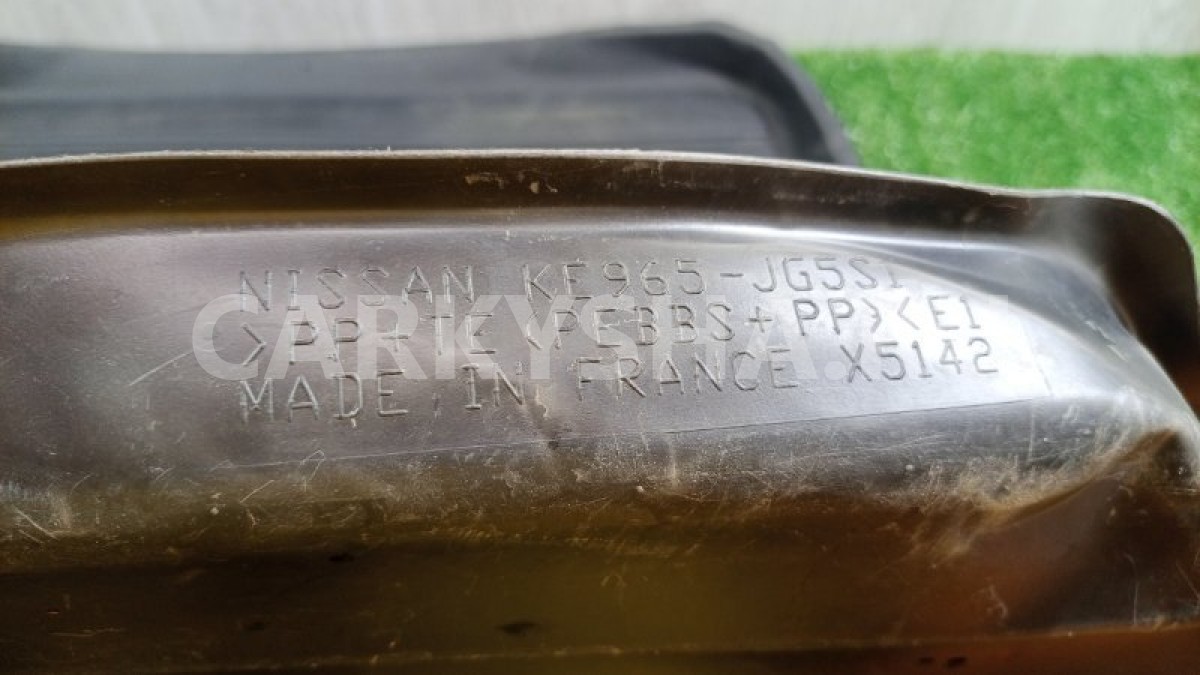 NISSAN KE965-JG5S1
>PP+TE<PEBBS+PP><E1
MADE IN FRANCE X5142
CARKYSHA